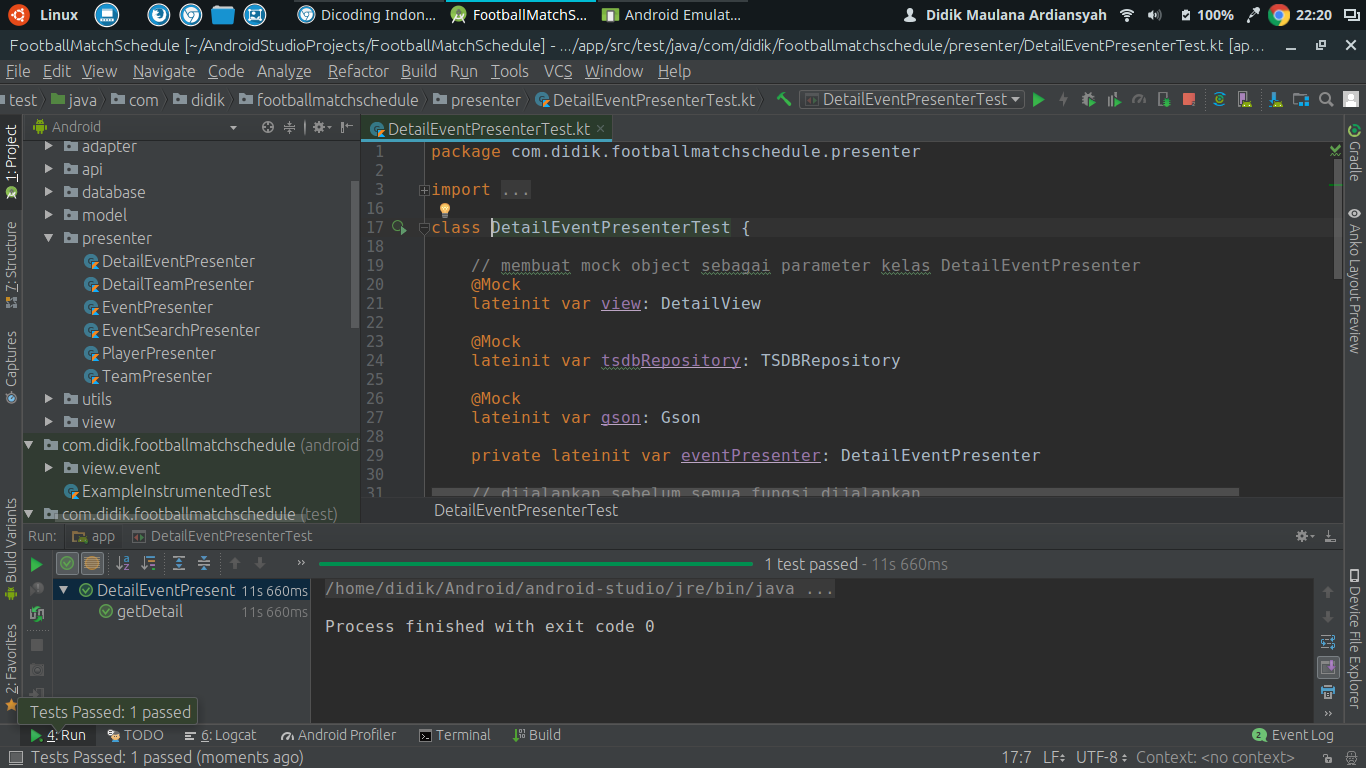 Linux Dicoding Indon... FootballMatchS... Android Emulat... Didik Maulana Ardiansyah 100% 22:20
FootballMatchSchedule [~/AndroidStudioProjects/FootballMatchSchedule] - .../app/src/test/java/com/didik/footballmatchschedule/presenter/DetailEventPresenterTest.kt [ap...
File Edit View Navigate Code Analyze Refactor Build Run Tools VCS Window Help
test java com didik footballmatchschedule presenter DetailEventPresenterTest.kt DetailEventPresenterTest
1: Project
7: Structure
Captures
Build Variants
2: Favorites
Android
adapter
api
database
model
presenter
DetailEventPresenter
DetailTeamPresenter
EventPresenter
EventSearchPresenter
PlayerPresenter
TeamPresenter
utils
view
com.didik.footballmatchschedule (android
view.event
ExampleInstrumentedTest
com.didik.footballmatchschedule (test)
DetailEventPresenterTest.kt
1 package com.didik.footballmatchschedule.presenter
2
3 import ...
16
17 class DetailEventPresenterTest {
18
19 // membuat mock object sebagai parameter kelas DetailEventPresenter
20 @Mock
21 lateinit var view: DetailView
22
23 @Mock
24 lateinit var tsdbRepository: TSDBRepository
25
26 @Mock
27 lateinit var gson: Gson
28
29 private lateinit var eventPresenter: DetailEventPresenter
30
31 // dijalankan sebelum semua fungsi dijalankan
DetailEventPresenterTest
Gradle
Anko Layout Preview
Device File Explorer
Run: app DetailEventPresenterTest
1 test passed - 11s 660ms
DetailEventPresent 11s 660ms
getDetail 11s 660ms
/home/didik/Android/android-studio/jre/bin/java ...
Process finished with exit code 0
Tests Passed: 1 passed
4: Run TODO 6: Logcat Android Profiler Terminal Build 2 Event Log
Tests Passed: 1 passed (moments ago) 17:7 LF UTF-8 Context: <no context>